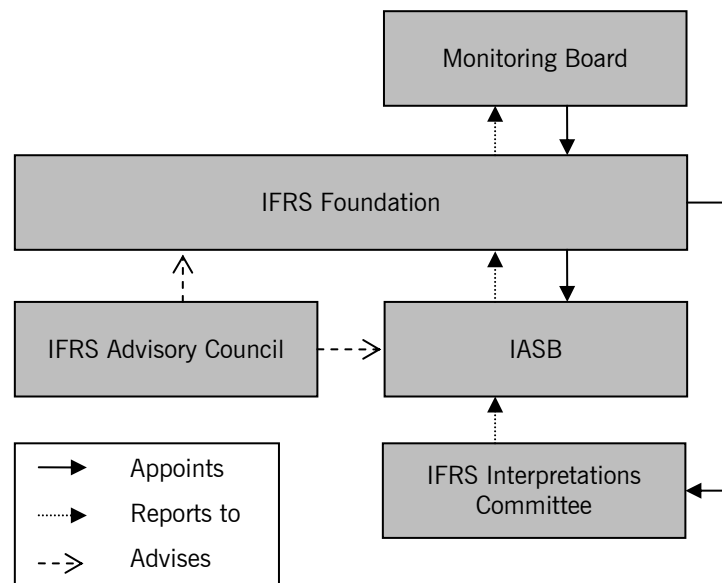 Monitoring Board
IFRS Foundation
IFRS Advisory Council
IASB
IFRS Interpretations
Committee
Appoints
Reports to
Advises